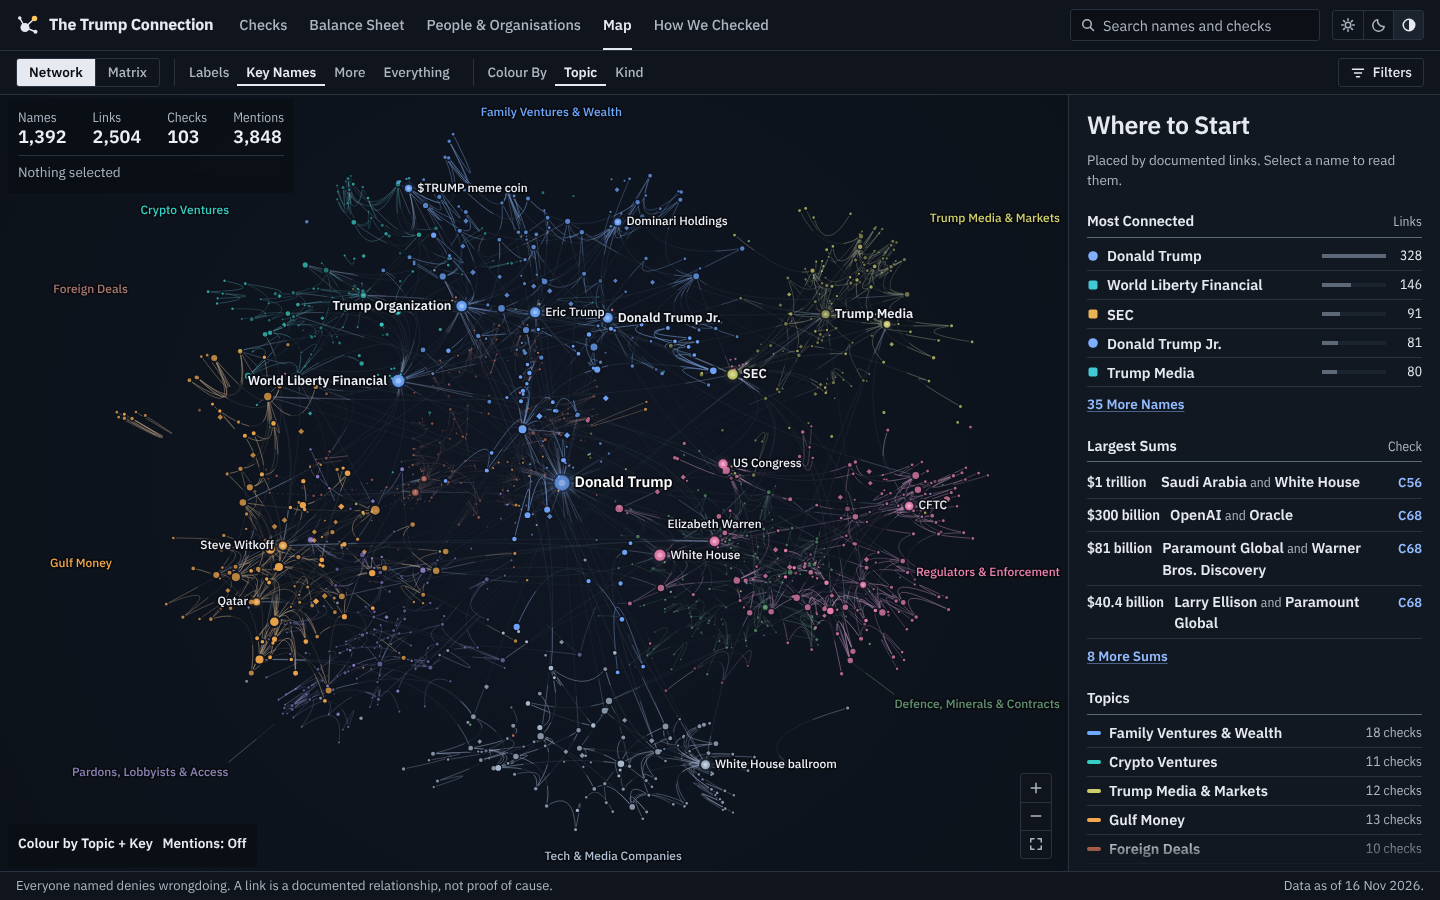 The Trump Connection
Checks
Balance Sheet
People & Organisations
Map
How We Checked
Search names and checks
Network
Matrix
Labels
Key Names
More
Everything
Colour By
Topic
Kind
Filters
Names
Links
Checks
Mentions
1,392
2,504
103
3,848
Nothing selected
Family Ventures & Wealth
$TRUMP meme coin
Crypto Ventures
Dominari Holdings
Trump Media & Markets
Foreign Deals
Trump Organization
Eric Trump
Donald Trump Jr.
Trump Media
World Liberty Financial
SEC
US Congress
Donald Trump
CFTC
Elizabeth Warren
Steve Witkoff
White House
Gulf Money
Regulators & Enforcement
Qatar
Defence, Minerals & Contracts
Pardons, Lobbyists & Access
White House ballroom
Colour by Topic + Key
Mentions: Off
Tech & Media Companies
Where to Start
Placed by documented links. Select a name to read
them.
Most Connected Links
Donald Trump 328
World Liberty Financial 146
SEC 91
Donald Trump Jr. 81
Trump Media 80
35 More Names
Largest Sums Check
$1 trillion Saudi Arabia and White House C56
$300 billion OpenAI and Oracle C68
$81 billion Paramount Global and Warner C68
Bros. Discovery
$40.4 billion Larry Ellison and Paramount C68
Global
8 More Sums
Topics
Family Ventures & Wealth 18 checks
Crypto Ventures 11 checks
Trump Media & Markets 12 checks
Gulf Money 13 checks
Foreign Deals 10 checks
Everyone named denies wrongdoing. A link is a documented relationship, not proof of cause.
Data as of 16 Nov 2026.